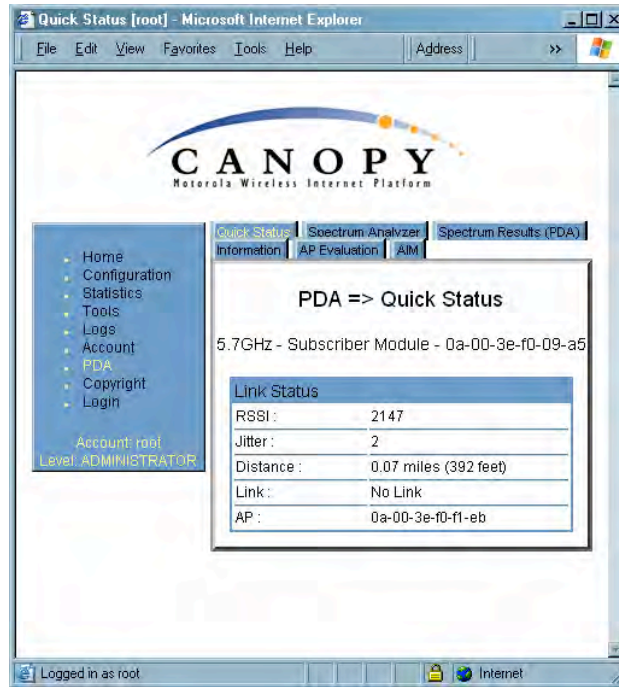 Quick Status [root] - Microsoft Internet Explorer
File Edit View Favorites Tools Help Address »
CANOPY
Motorola Wireless Internet Platform
Home
Configuration
Statistics
Tools
Logs
Account
PDA
Copyright
Login
Account: root
Level: ADMINISTRATOR
Quick Status Spectrum Analyzer Spectrum Results (PDA)
Information AP Evaluation AIM
PDA => Quick Status
5.7GHz - Subscriber Module - 0a-00-3e-f0-09-a5
Link Status
RSSI : 2147
Jitter : 2
Distance : 0.07 miles (392 feet)
Link : No Link
AP : 0a-00-3e-f0-f1-eb
Logged in as root Internet